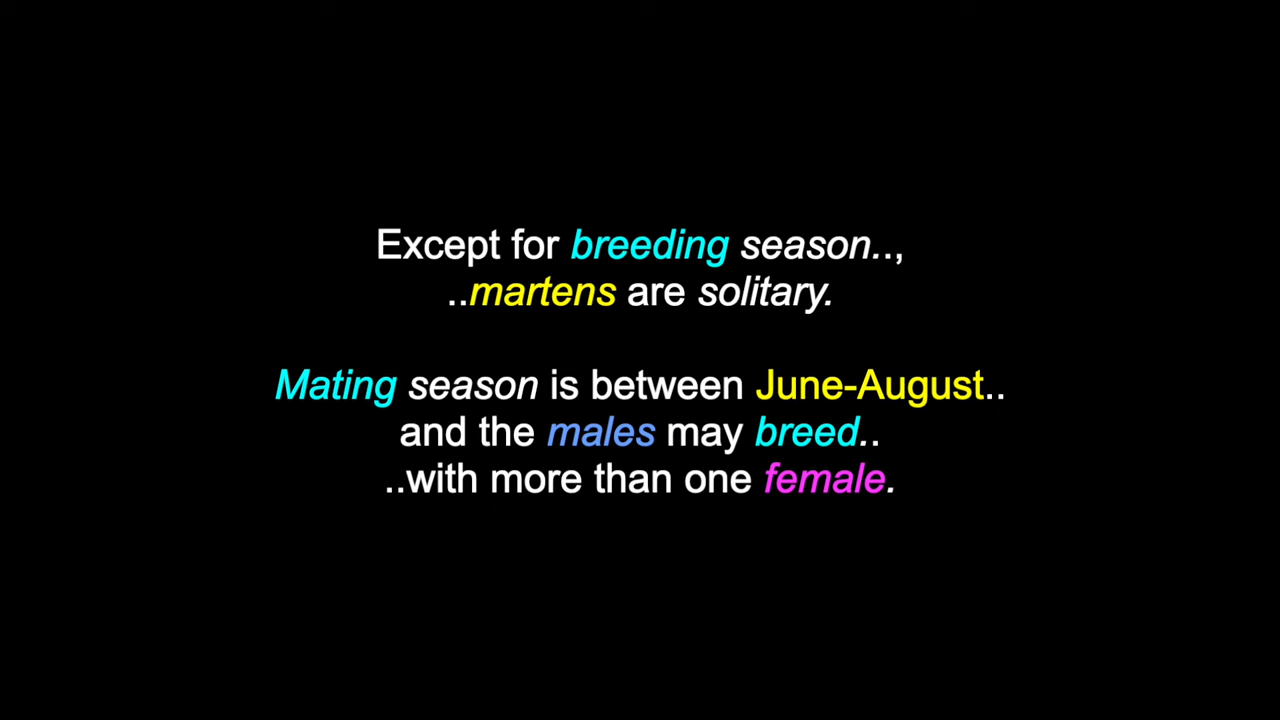 Except for breeding season..,
..martens are solitary.
Mating season is between June-August..
and the males may breed..
..with more than one female.